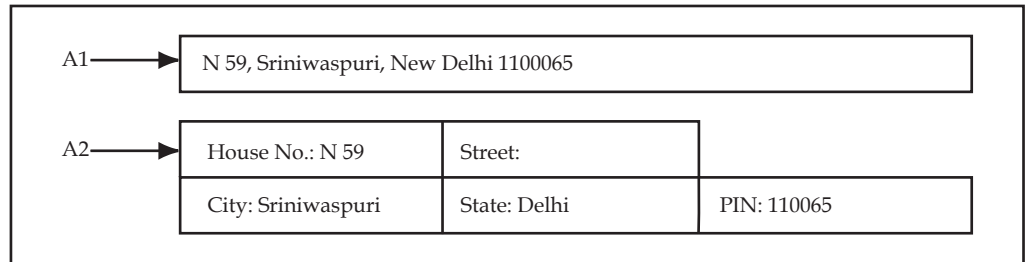 A1 N 59, Sriniwaspuri, New Delhi 1100065
A2 House No.: N 59 Street:
City: Sriniwaspuri State: Delhi PIN: 110065